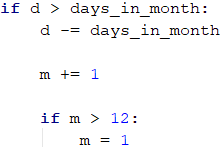 if d > days_in_month:
    d -= days_in_month

    m += 1

    if m > 12:
        m = 1